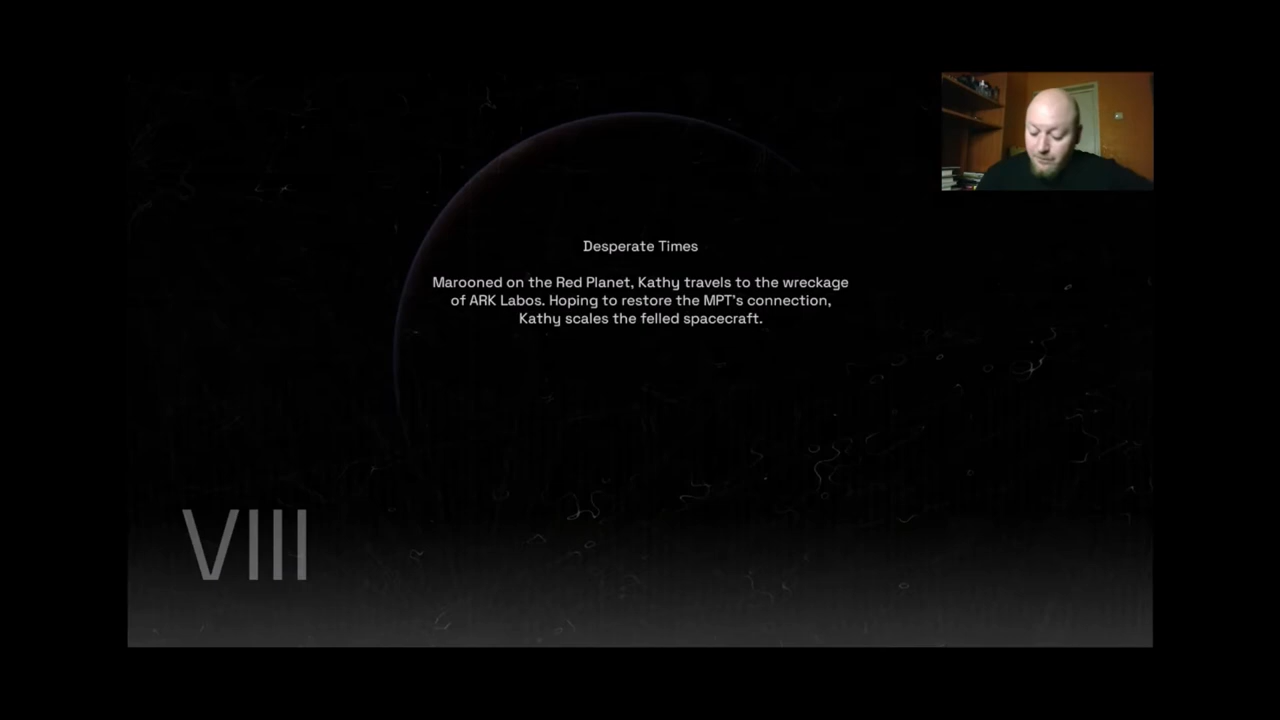 Desperate Times
Marooned on the Red Planet, Kathy travels to the wreckage
of ARK Labos. Hoping to restore the MPT's connection,
Kathy scales the felled spacecraft.
VIII